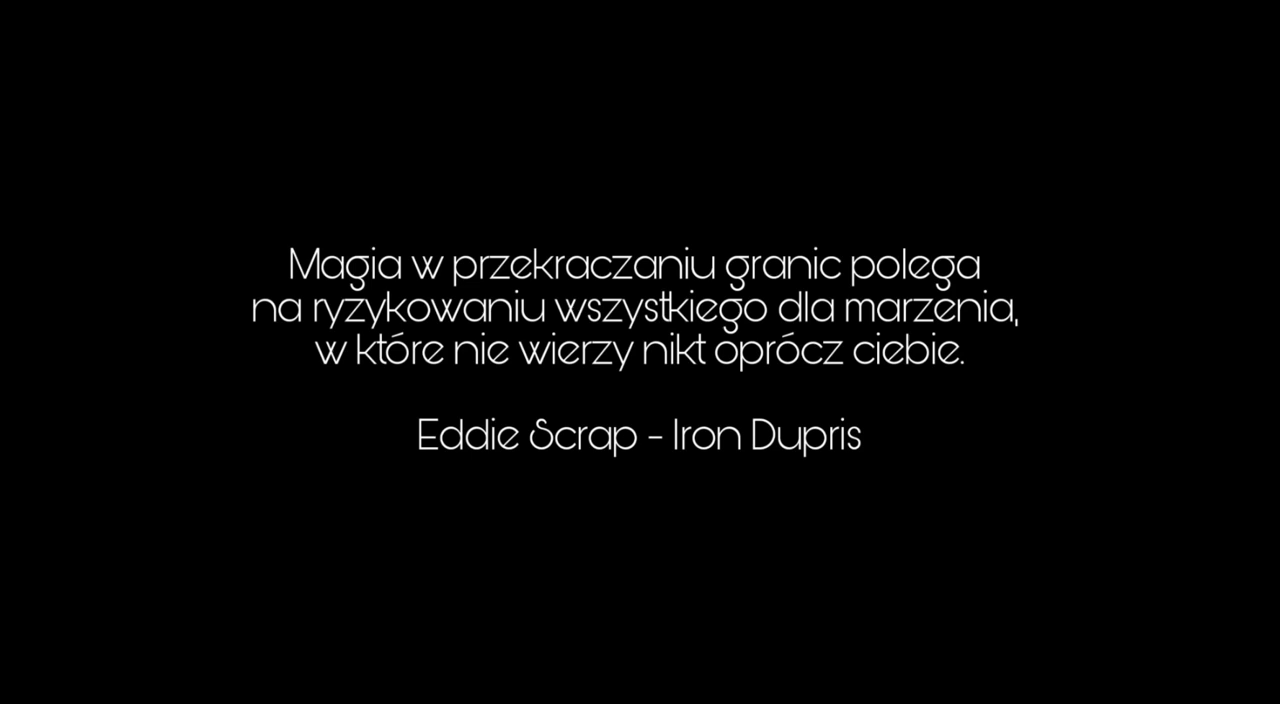 Magia w przekraczaniu granic polega
na ryzykowaniu wszystkiego dla marzenia,
w które nie wierzy nikt oprócz ciebie.
Eddie Scrap – Iron Dupris